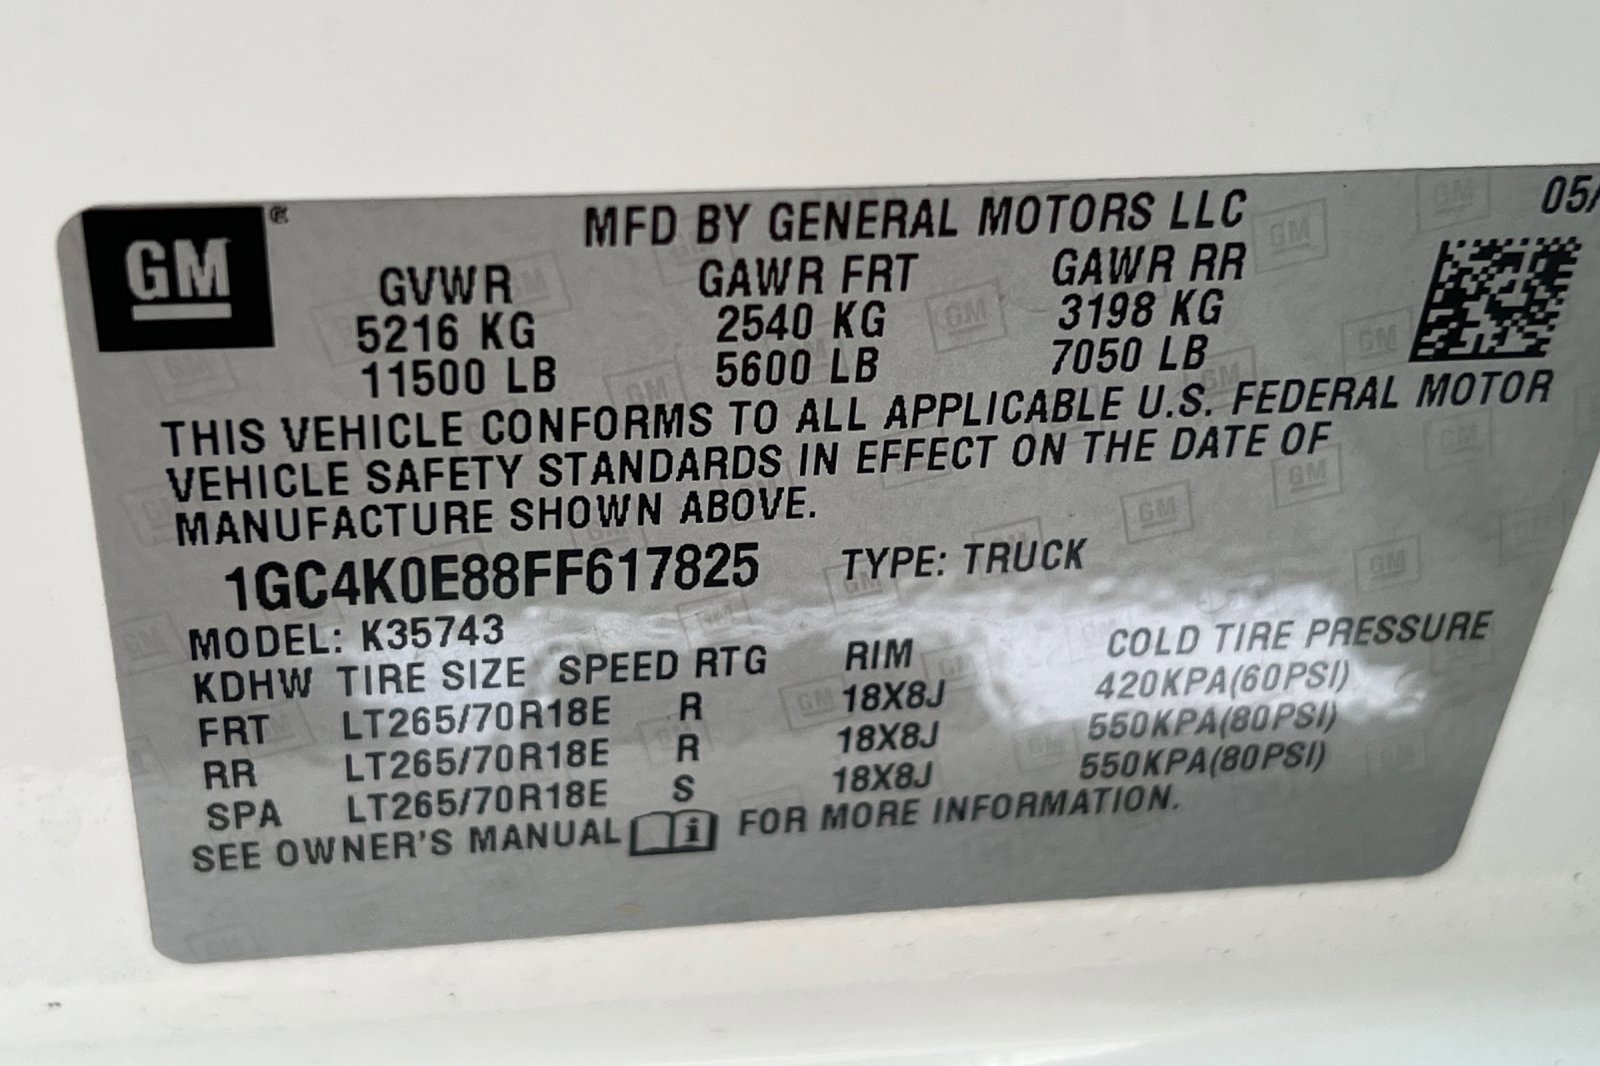 GM®
MFD BY GENERAL MOTORS LLC 05/
GVWR GAWR FRT GAWR RR
5216 KG 2540 KG 3198 KG
11500 LB 5600 LB 7050 LB
THIS VEHICLE CONFORMS TO ALL APPLICABLE U.S. FEDERAL MOTOR
VEHICLE SAFETY STANDARDS IN EFFECT ON THE DATE OF
MANUFACTURE SHOWN ABOVE.
1GC4K0E88FF617825 TYPE: TRUCK
MODEL: K35743
KDHW TIRE SIZE SPEED RTG RIM COLD TIRE PRESSURE
FRT LT265/70R18E R 18X8J 420KPA(60PSI)
RR LT265/70R18E R 18X8J 550KPA(80PSI)
SPA LT265/70R18E S 18X8J 550KPA(80PSI)
SEE OWNER'S MANUAL i FOR MORE INFORMATION.